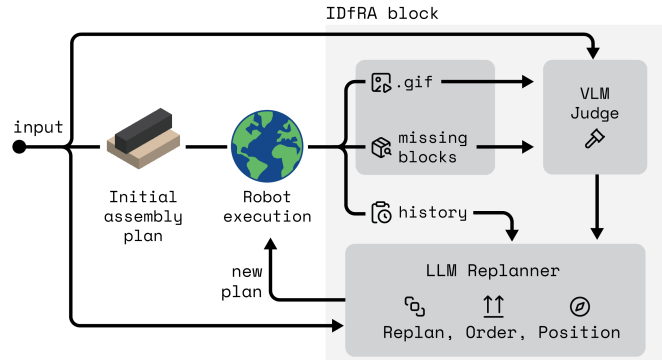 IDfRA block
input
Initial
assembly
plan
Robot
execution
.gif
missing
blocks
history
VLM
Judge
new
plan
LLM Replanner
Replan, Order, Position